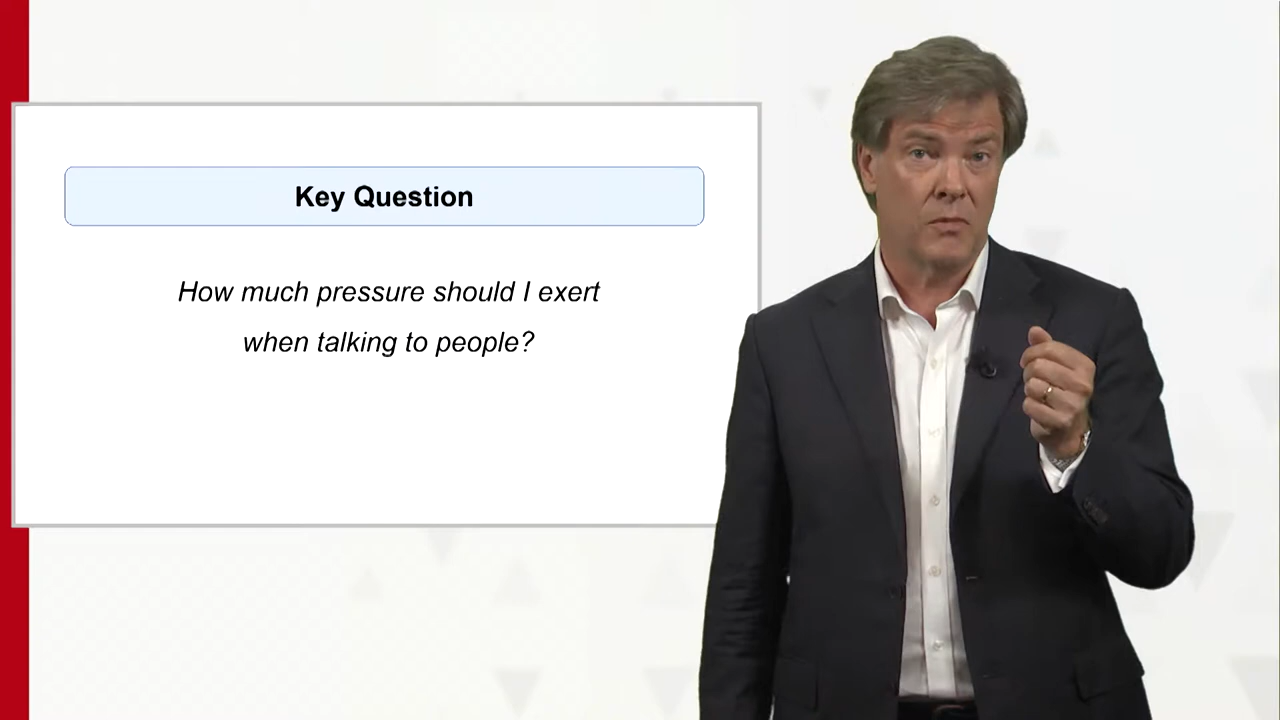 Key Question
How much pressure should I exert
when talking to people?